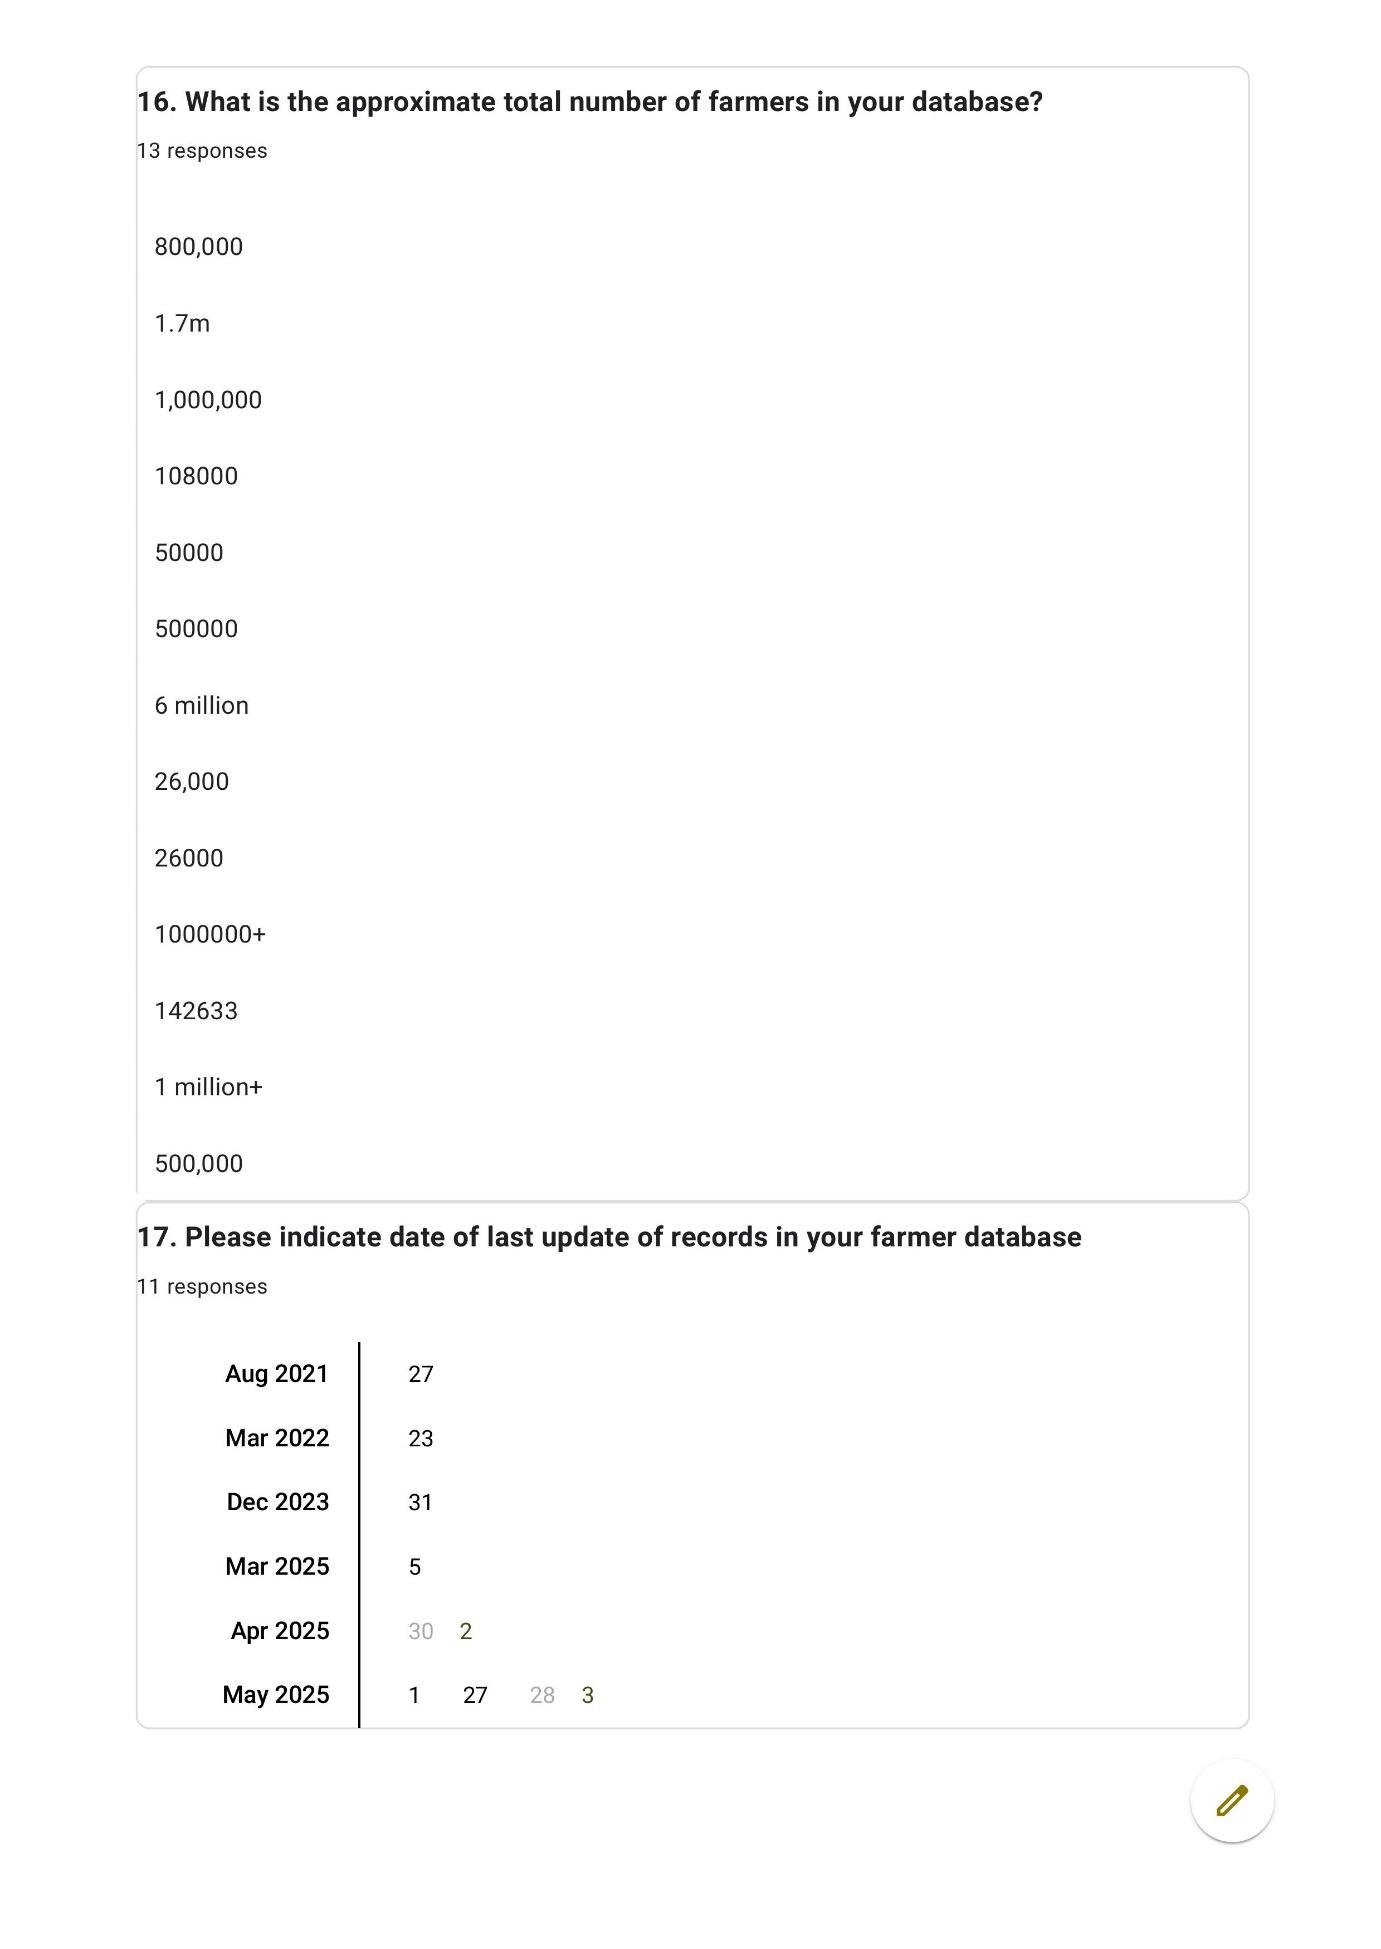 16. What is the approximate total number of farmers in your database?
13 responses
800,000
1.7m
1,000,000
108000
50000
500000
6 million
26,000
26000
1000000+
142633
1 million+
500,000
17. Please indicate date of last update of records in your farmer database
11 responses
Aug 2021 27
Mar 2022 23
Dec 2023 31
Mar 2025 5
Apr 2025 30 2
May 2025 1 27 28 3